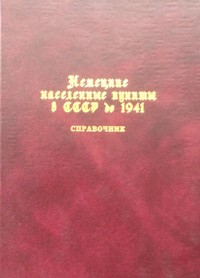 Немецкие
населенные пункты
в СССР до 1941
СПРАВОЧНИК